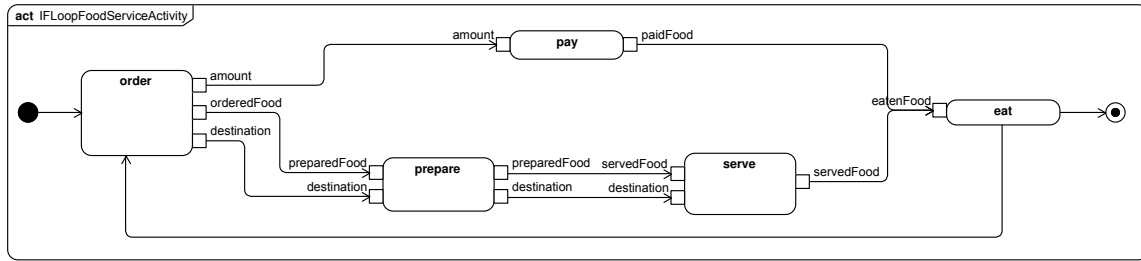 act IFLoopFoodServiceActivity
amount
pay
paidFood
order
amount
orderedFood
destination
eatenFood
eat
preparedFood
destination
prepare
preparedFood
destination
servedFood
destination
serve
servedFood